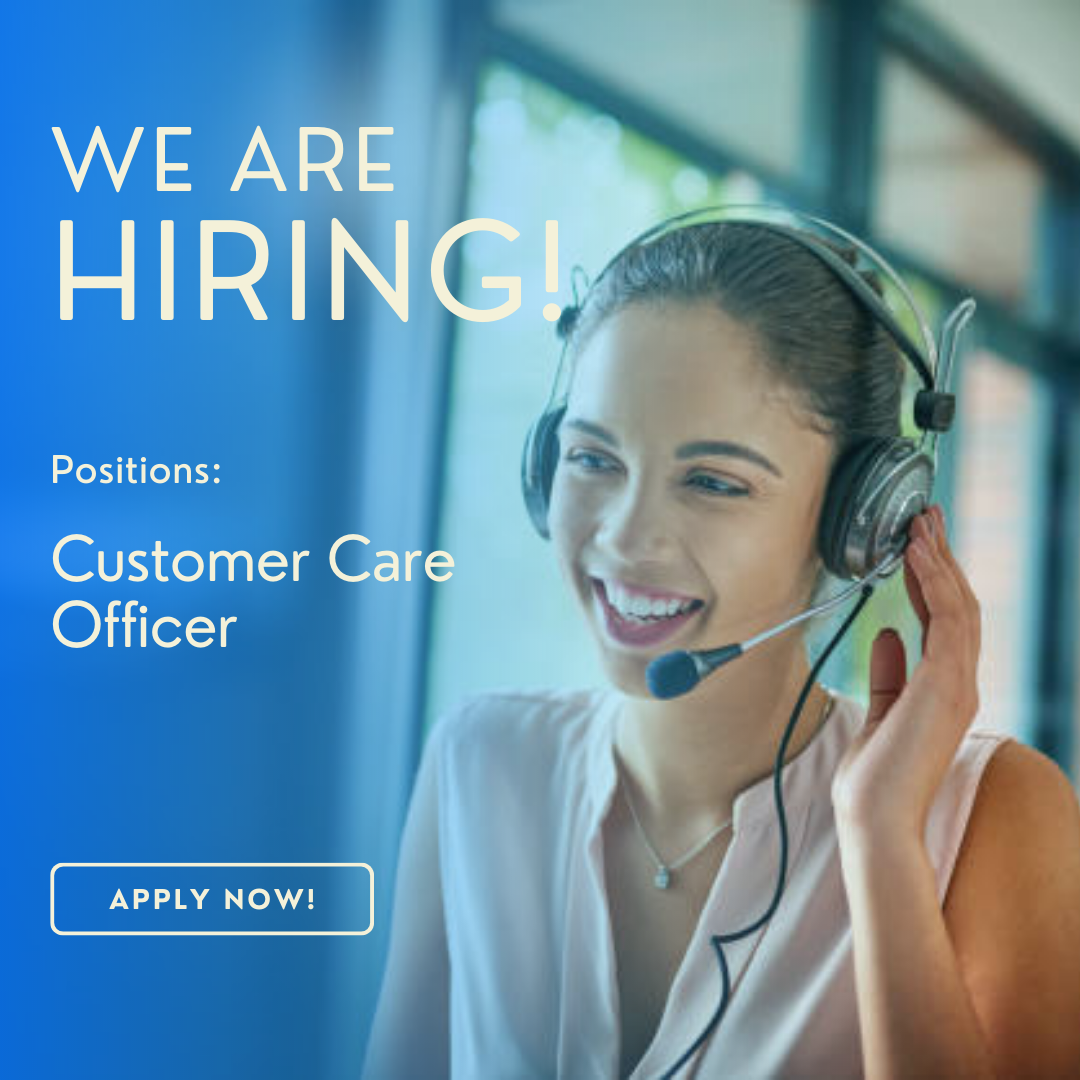 WE ARE
HIRING!
Positions:
Customer Care
Officer
APPLY NOW!